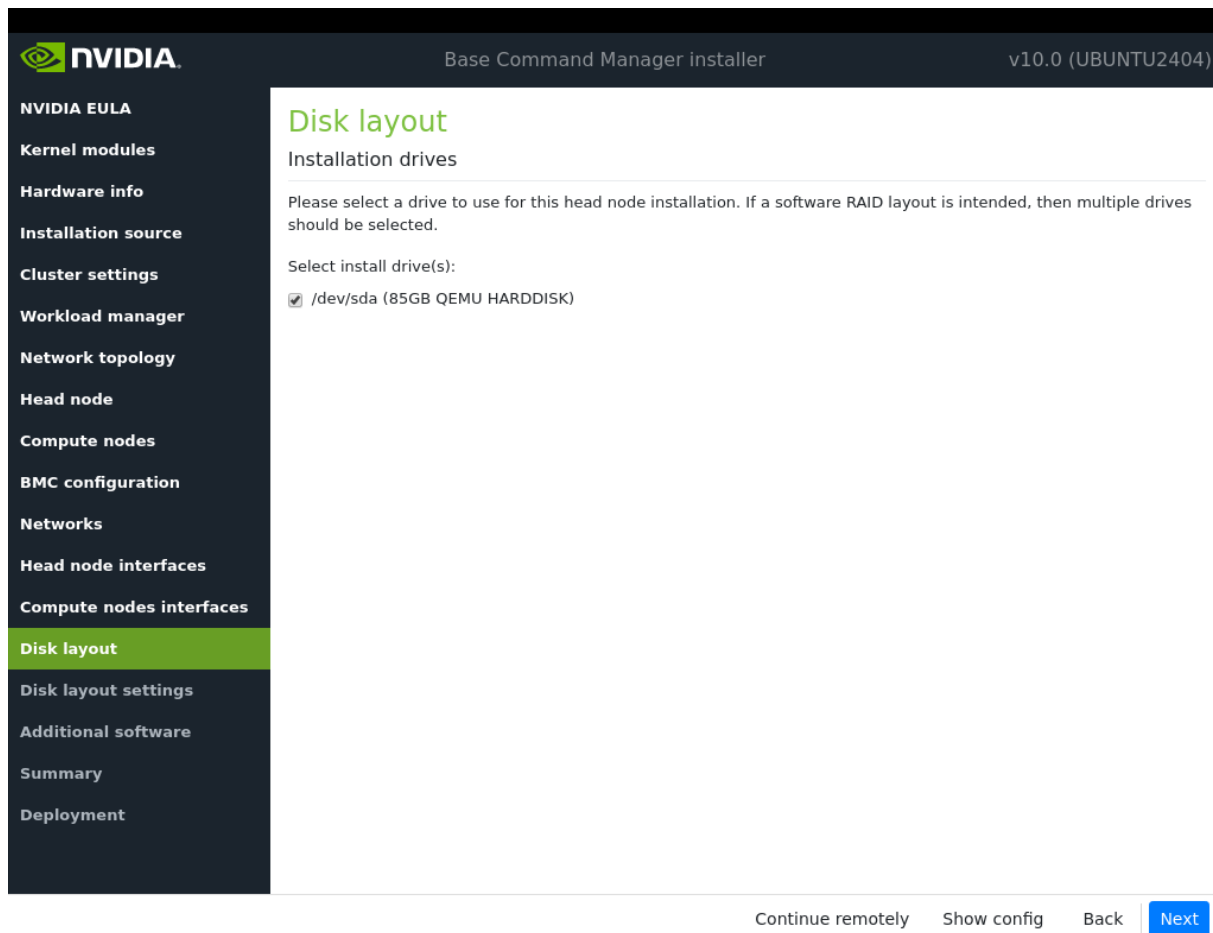 NVIDIA.
Base Command Manager installer
v10.0 (UBUNTU2404)
NVIDIA EULA
Kernel modules
Hardware info
Installation source
Cluster settings
Workload manager
Network topology
Head node
Compute nodes
BMC configuration
Networks
Head node interfaces
Compute nodes interfaces
Disk layout
Disk layout settings
Additional software
Summary
Deployment
Disk layout
Installation drives
Please select a drive to use for this head node installation. If a software RAID layout is intended, then multiple drives
should be selected.
Select install drive(s):
/dev/sda (85GB QEMU HARDDISK)
Continue remotely
Show config
Back
Next